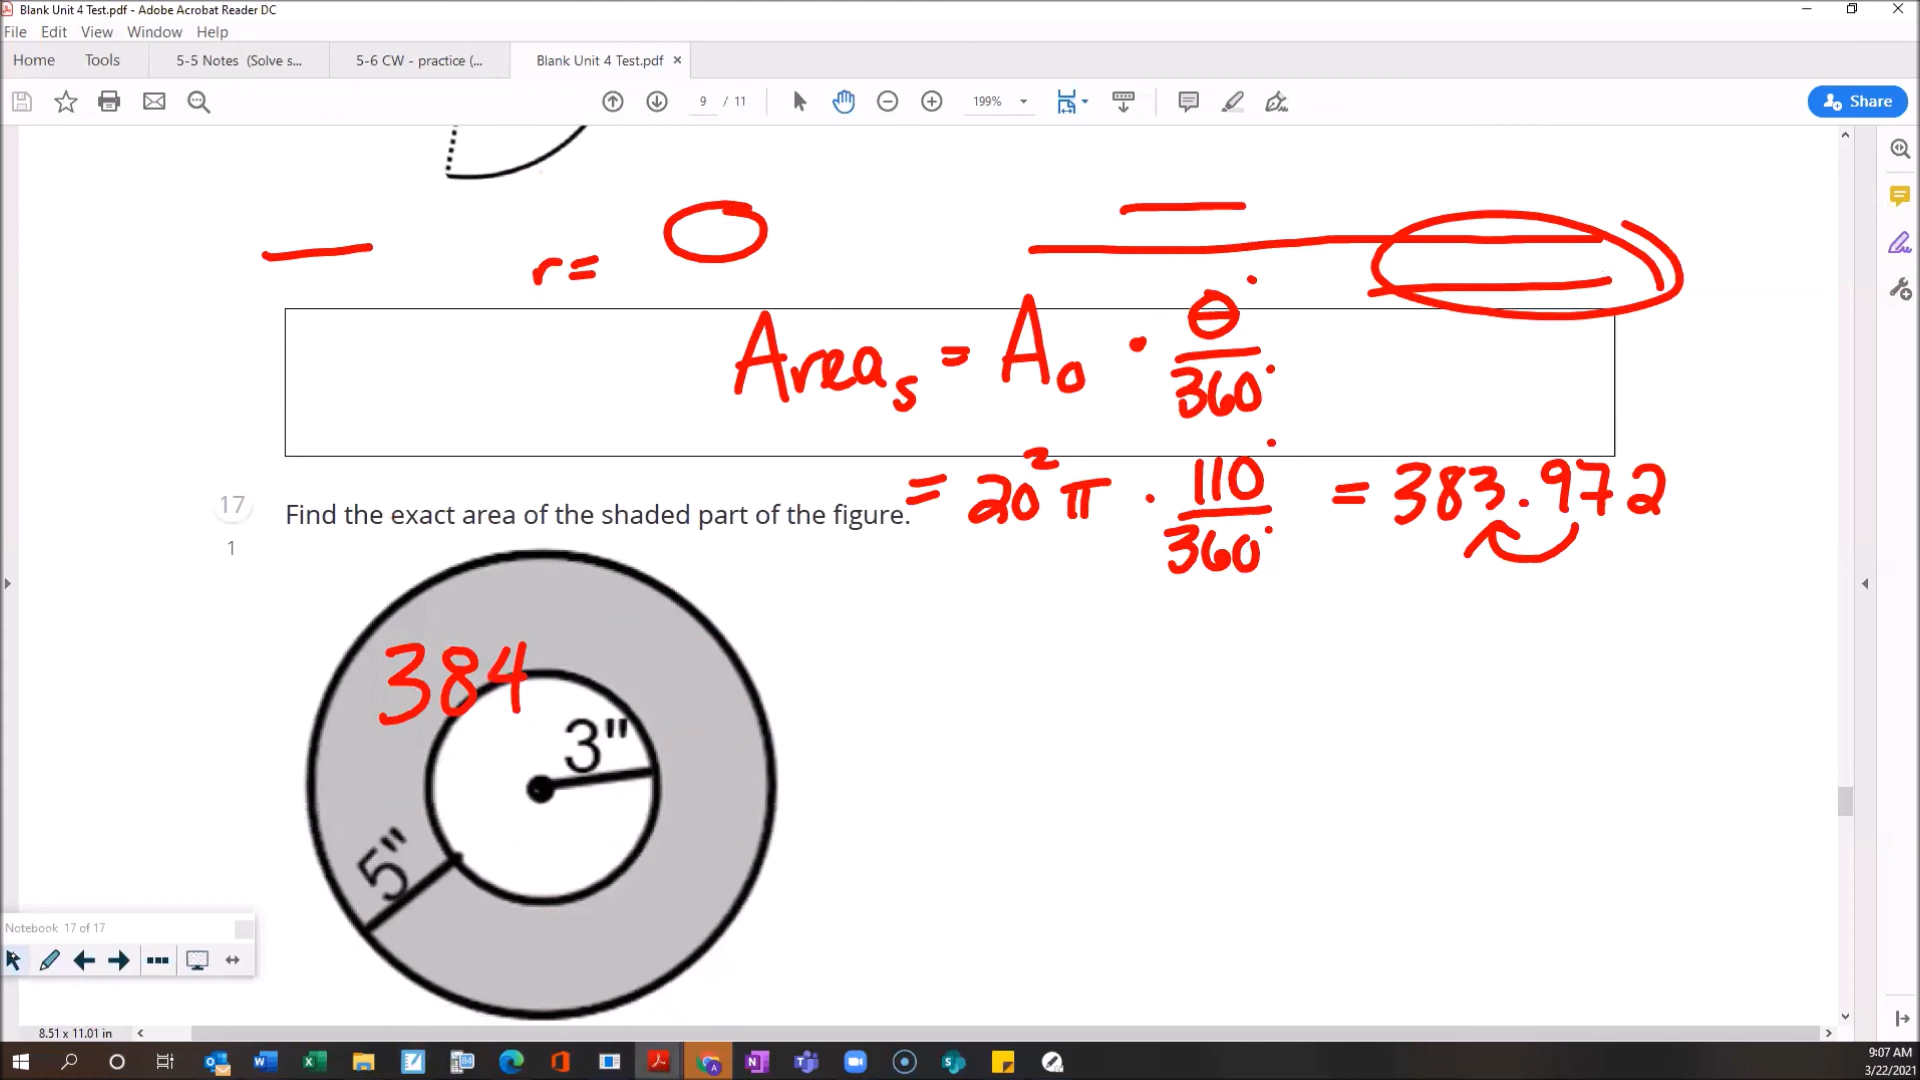 Blank Unit 4 Test.pdf - Adobe Acrobat Reader DC
File Edit View Window Help
Home Tools 5-5 Notes (Solve s... 5-6 CW - practice (... Blank Unit 4 Test.pdf ×
9 / 11 199% Share
r=
Area s = A o · θ° / 360°
= 20² π · 110° / 360° = 383.972
17 Find the exact area of the shaded part of the figure.
1
384
3"
5"
Notebook 17 of 17
8.51 x 11.01 in
9:07 AM
3/22/2021